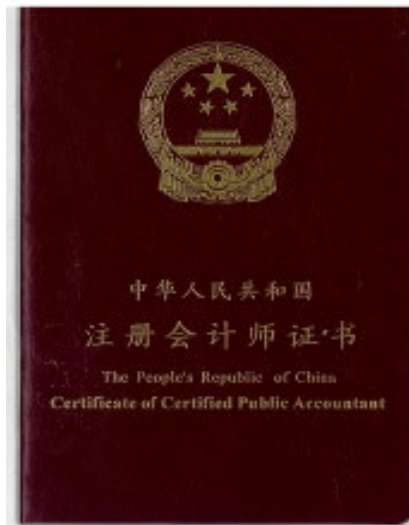 中华人民共和国
注册会计师证书
The People's Republic of China
Certificate of Certified Public Accountant